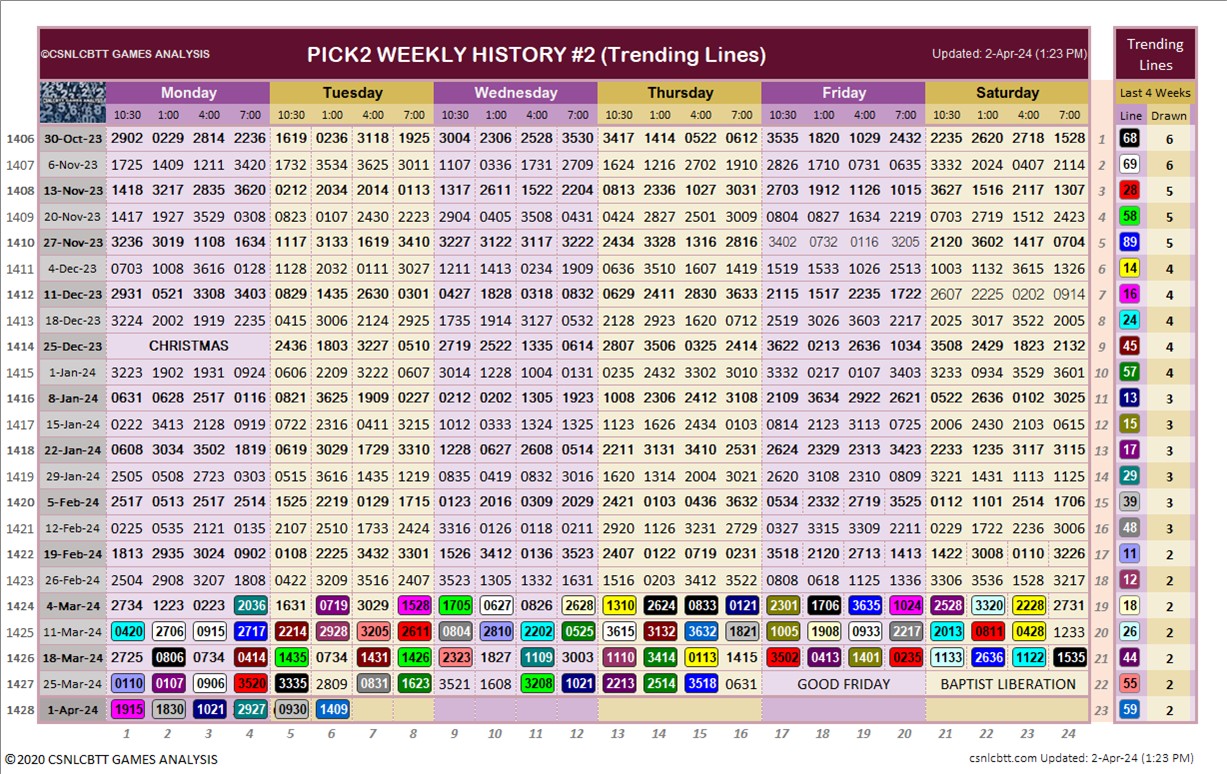 ©CSNLCBTT GAMES ANALYSIS PICK2 WEEKLY HISTORY #2 (Trending Lines) Updated: 2-Apr-24 (1:23 PM) Trending Lines
Monday Tuesday Wednesday Thursday Friday Saturday Last 4 Weeks
10:30 1:00 4:00 7:00 10:30 1:00 4:00 7:00 10:30 1:00 4:00 7:00 10:30 1:00 4:00 7:00 10:30 1:00 4:00 7:00 10:30 1:00 4:00 7:00 Line Drawn
1406 30-Oct-23 2902 0229 2814 2236 1619 0236 3118 1925 3004 2306 2528 3530 3417 1414 0522 0612 3535 1820 1029 2432 2235 2620 2718 1528 1 68 6
1407 6-Nov-23 1725 1409 1211 3420 1732 3534 3625 3011 1107 0336 1731 2709 1624 1216 2702 1910 2826 1710 0731 0635 3332 2024 0407 2114 2 69 6
1408 13-Nov-23 1418 3217 2835 3620 0212 2034 2014 0113 1317 2611 1522 2204 0813 2336 1027 3031 2703 1912 1126 1015 3627 1516 2117 1307 3 28 5
1409 20-Nov-23 1417 1927 3529 0308 0823 0107 2430 2223 2904 0405 3508 0431 0424 2827 2501 3009 0804 0827 1634 2219 0703 2719 1512 2423 4 58 5
1410 27-Nov-23 3236 3019 1108 1634 1117 3133 1619 3410 3227 3122 3117 3222 2434 3328 1316 2816 3402 0732 0116 3205 2120 3602 1417 0704 5 89 5
1411 4-Dec-23 0703 1008 3616 0128 1128 2032 0111 3027 1211 1413 0234 1909 0636 3510 1607 1419 1519 1533 1026 2513 1003 1132 3615 1326 6 14 4
1412 11-Dec-23 2931 0521 3308 3403 0829 1435 2630 0301 0427 1828 0318 0832 0629 2411 2830 3633 2115 1517 2235 1722 2607 2225 0202 0914 7 16 4
1413 18-Dec-23 3224 2002 1919 2235 0415 3006 2124 2923 1735 1914 3127 0532 2128 2923 1620 0712 2519 3026 3603 2217 2025 3017 3522 2005 8 24 4
1414 25-Dec-23 CHRISTMAS 2436 1803 3227 0510 2719 2522 1335 0614 2807 3506 0325 2414 3622 0213 2636 1034 3508 2429 1823 2132 9 45 4
1415 1-Jan-24 3223 1902 1931 0924 0606 2209 3222 0607 3014 1228 1004 0131 0235 2432 3302 3010 3332 0217 0107 3403 3233 0934 3529 3601 10 57 4
1416 8-Jan-24 0631 0628 2517 0116 0821 3625 1909 0227 0212 0202 1305 1923 1008 2306 2412 3108 2109 3634 2922 2621 0522 2636 0102 3025 11 13 3
1417 15-Jan-24 0222 3413 2128 0919 0722 2316 0411 3215 1012 0333 1324 1325 1123 1626 2434 0103 0814 2123 3113 0725 2006 2430 2103 0615 12 15 3
1418 22-Jan-24 0608 3034 3502 1819 0619 3029 1729 3310 1228 0627 2608 0514 2211 3131 3410 2531 2624 2329 2313 3423 2233 1235 3117 3115 13 17 3
1419 29-Jan-24 2505 0508 2723 0303 0515 3616 1435 1213 0835 0419 0832 3016 1620 1314 2004 3021 2620 3108 2310 0809 3221 1431 1113 1125 14 29 3
1420 5-Feb-24 2517 0513 2517 2514 1525 2219 0129 1715 0123 2016 0309 2029 2421 0103 0436 3632 0534 2332 2719 3525 0112 1101 2514 1706 15 39 3
1421 12-Feb-24 0225 0535 2121 0135 2107 2510 1733 2424 3316 0126 0118 0211 2920 1126 3231 2729 0327 3315 3309 2211 0229 1722 2236 3006 16 48 3
1422 19-Feb-24 1813 2935 3024 0902 0108 2225 3432 3301 1526 3412 0136 3523 2407 0122 0719 0231 3518 2120 2713 1413 1422 3008 0110 3226 17 11 2
1423 26-Feb-24 2504 2908 3207 1808 0422 3209 3516 2407 3523 1305 1332 1631 1516 0203 3412 3522 0808 0618 1125 1336 3306 3536 1528 3217 18 12 2
1424 4-Mar-24 2734 1223 0223 2036 1631 0719 3029 1528 1705 0627 0826 2628 1310 2624 0833 0121 2301 1706 3635 1024 2528 3320 2228 2731 19 18 2
1425 11-Mar-24 0420 2706 0915 2717 2214 2928 3205 2611 0804 2810 2202 0525 3615 3132 3632 1821 1005 1908 0933 2217 2013 0811 0428 1233 20 26 2
1426 18-Mar-24 2725 0806 0734 0414 1435 0734 1431 1426 2323 1827 1109 3003 1110 3414 0113 1415 3502 0413 1401 0235 1133 2636 1122 1535 21 44 2
1427 25-Mar-24 0110 0107 0906 3520 3335 2809 0831 1623 3521 1608 3208 1021 2213 2514 3518 0631 GOOD FRIDAY BAPTIST LIBERATION 22 55 2
1428 1-Apr-24 1915 1830 1021 2927 0930 1409 23 59 2
1 2 3 4 5 6 7 8 9 10 11 12 13 14 15 16 17 18 19 20 21 22 23 24
©2020 CSNLCBTT GAMES ANALYSIS csnlcbtt.com Updated: 2-Apr-24 (1:23 PM)